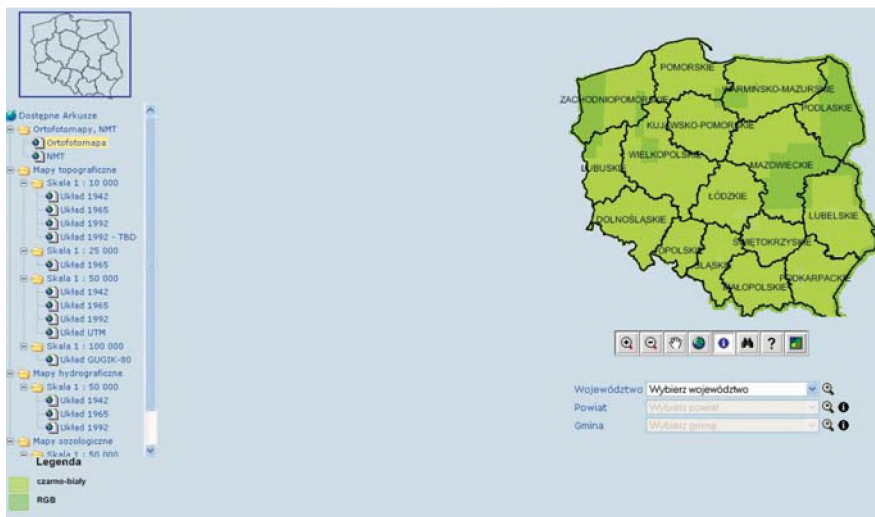 Dostępne Arkusze
Ortofotomapy, NMT
Ortofotomapa
NMT
Mapy topograficzne
Skala 1 : 10 000
Układ 1942
Układ 1965
Układ 1992
Układ 1992 - TBD
Skala 1 : 25 000
Układ 1965
Skala 1 : 50 000
Układ 1942
Układ 1965
Układ 1992
Układ UTM
Skala 1 : 100 000
Układ GUGIK-80
Mapy hydrograficzne
Skala 1 : 50 000
Układ 1942
Układ 1965
Układ 1992
Mapy sozologiczne
Skala 1 : 50 000
Legenda
czarno-biały
RGB
POMORSKIE
WARMIŃSKO-MAZURSKIE
ZACHODNIOPOMORSKIE
PODLASKIE
KUJAWSKO-POMORSKIE
WIELKOPOLSKIE
MAZOWIECKIE
LUBUSKIE
ŁÓDZKIE
DOLNOŚLĄSKIE
LUBELSKIE
OPOLSKIE
ŚWIĘTOKRZYSKIE
ŚLĄSKIE
MAŁOPOLSKIE
PODKARPACKIE
?
Województwo Wybierz województwo
Powiat Wybierz powiat
Gmina Wybierz gminę